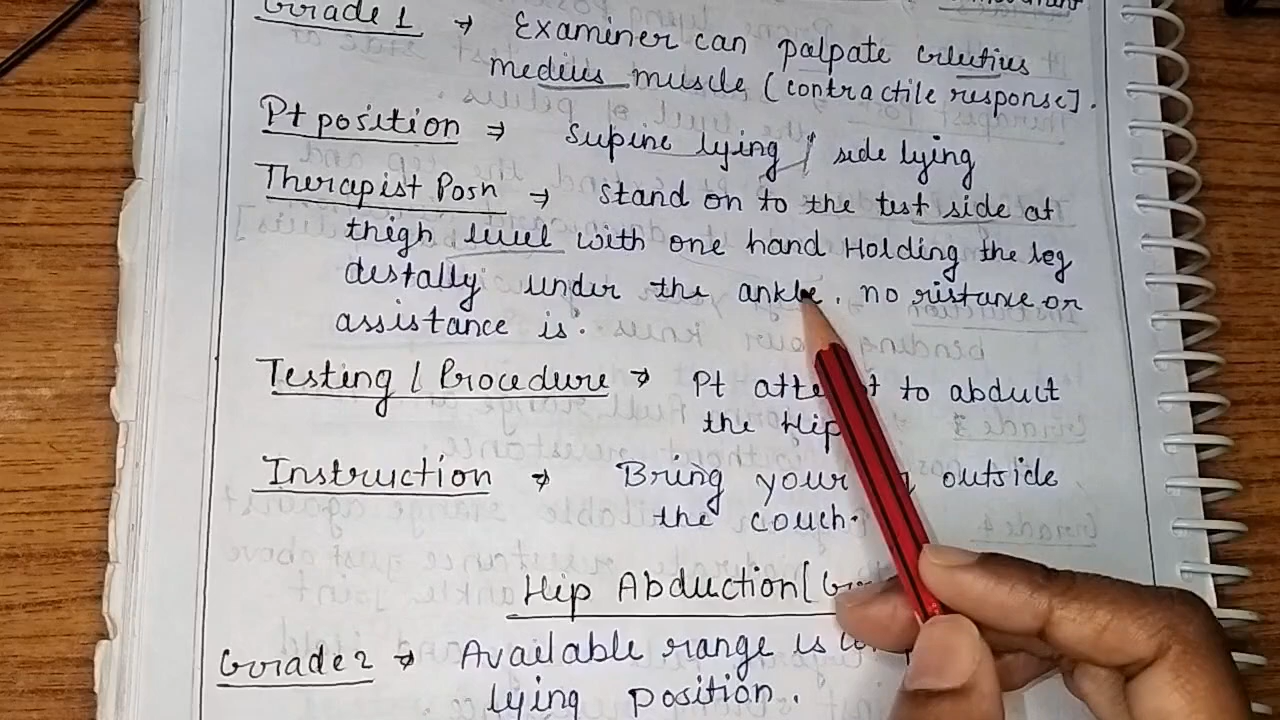 Grade 1 → Examiner can palpate Glutius
medius muscle (contractile response].
Pt position ⇒ Supine lying / side lying
Therapist Posn → stand on to the test side at
thigh level with one hand Holding the leg
distally under the ankle. no ristance or
assistance is.
Testing / Procedure → Pt to abduct
the Hip
Instruction → Bring your outside
the couch.
Hip Abduction [
Grade 2 → Available range is
lying position.